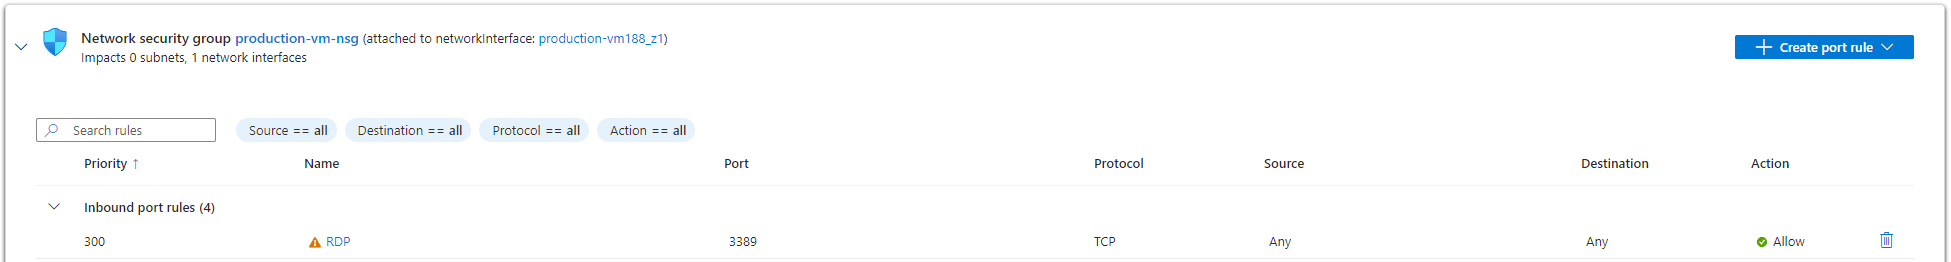 Network security group production-vm-nsg (attached to networkInterface: production-vm188_z1)
Impacts 0 subnets, 1 network interfaces
Create port rule
Search rules
Source == all
Destination == all
Protocol == all
Action == all
Priority ↑ Name Port Protocol Source Destination Action
Inbound port rules (4)
300 RDP 3389 TCP Any Any Allow